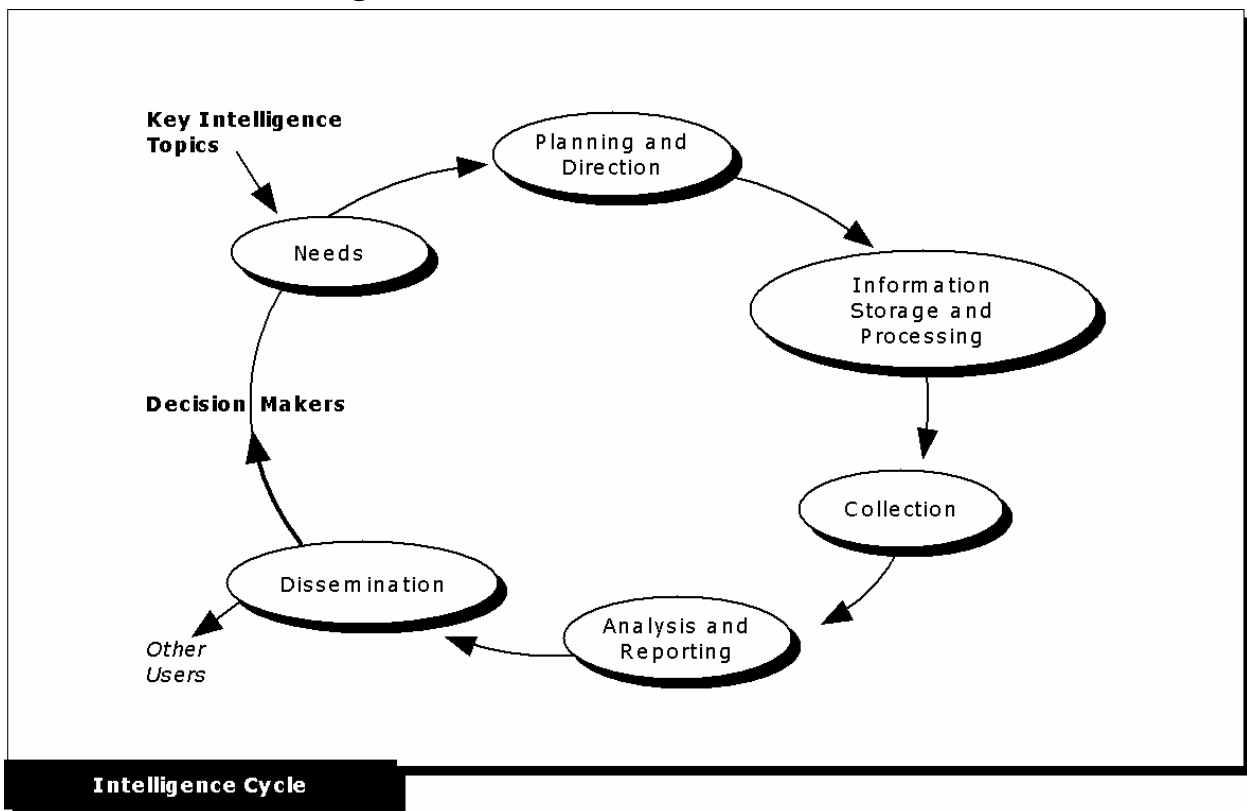 Key Intelligence
Topics
Planning and
Direction
Needs
Information
Storage and
Processing
Decision Makers
Collection
Dissemination
Analysis and
Reporting
Other
Users
Intelligence Cycle